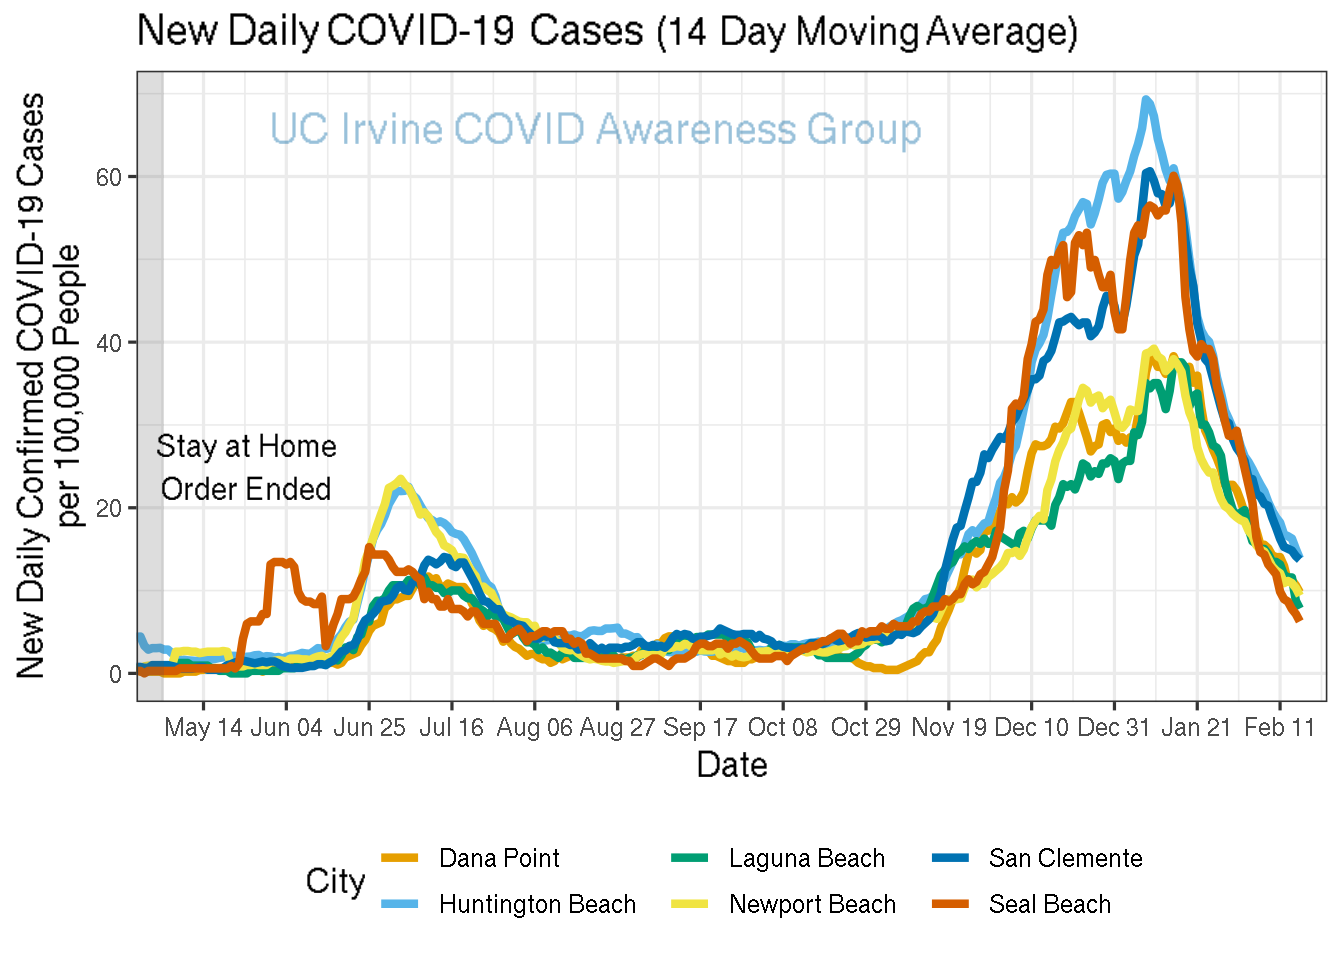 New Daily COVID-19 Cases (14 Day Moving Average)
UC Irvine COVID Awareness Group
New Daily Confirmed COVID-19 Cases
per 100,000 People
60
40
20
0
Stay at Home
Order Ended
May 14 Jun 04 Jun 25 Jul 16 Aug 06 Aug 27 Sep 17 Oct 08 Oct 29 Nov 19 Dec 10 Dec 31 Jan 21 Feb 11
Date
City
Dana Point Laguna Beach San Clemente
Huntington Beach Newport Beach Seal Beach